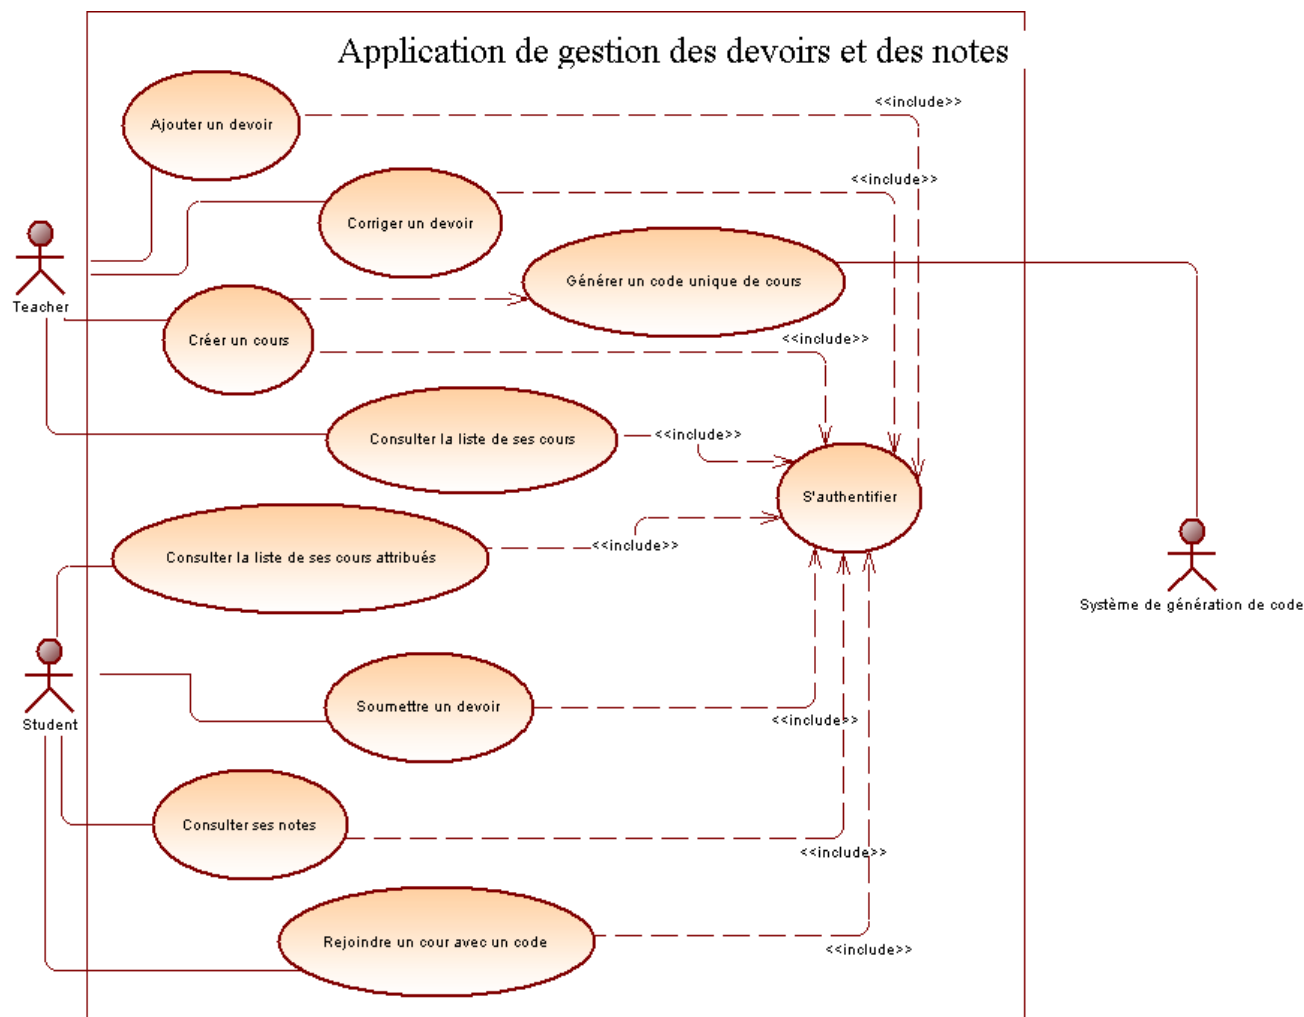 Application de gestion des devoirs et des notes
<<include>>
Ajouter un devoir
<<include>>
Corriger un devoir
Générer un code unique de cours
Teacher
Créer un cours
<<include>>
Consulter la liste de ses cours
<<include>>
S'authentifier
Consulter la liste de ses cours attribués
<<include>>
Système de génération de code
Soumettre un devoir
<<include>>
Student
Consulter ses notes
<<include>>
Rejoindre un cour avec un code
<<include>>